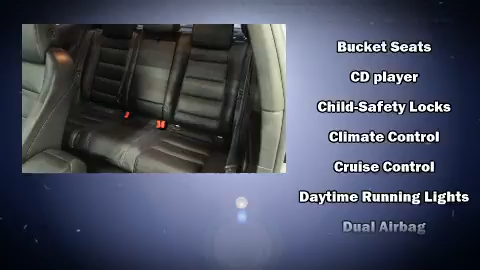 Bucket Seats
CD player
Child-Safety Locks
Climate Control
Cruise Control
Daytime Running Lights
Dual Airbag